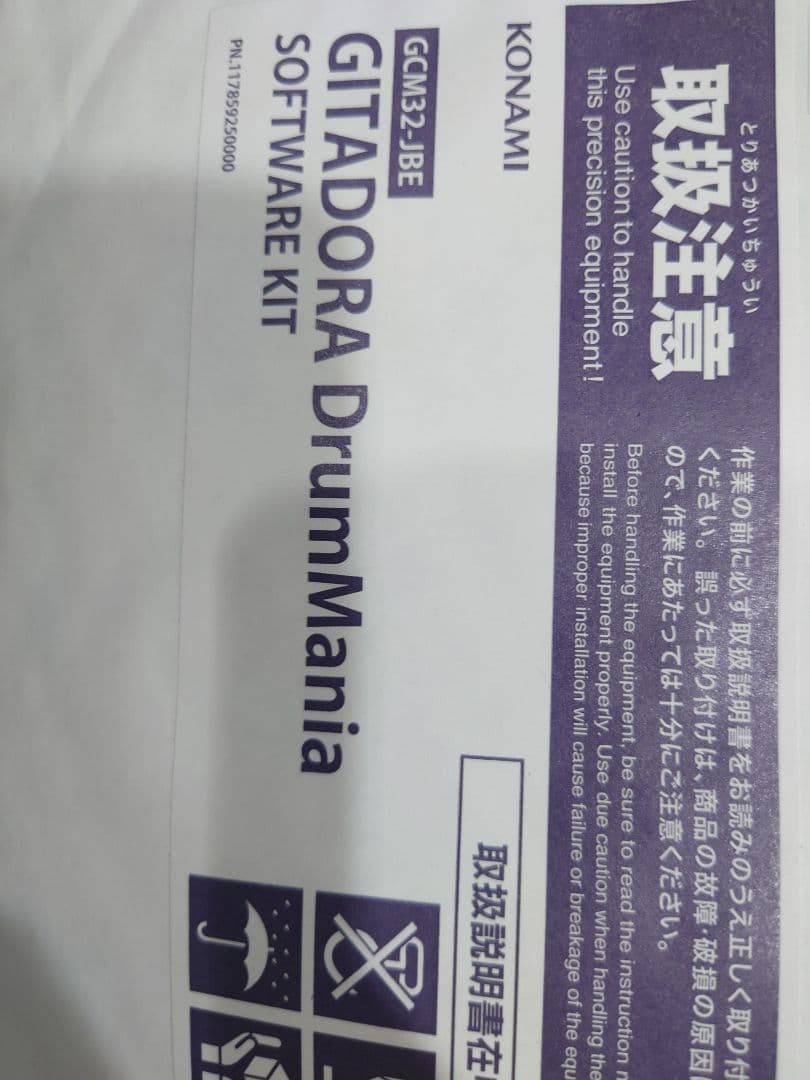 とりあつかいちゅうい
取扱注意
Use caution to handle
this precision equipment!
作業の前に必ず取扱説明書をお読みのうえ正しく取り付
ください。誤った取り付けは、商品の故障・破損の原因
ので、作業にあたっては十分にご注意ください。
Before handling the equipment, be sure to read the instruction
install the equipment properly. Use due caution when handling the
because improper installation will cause failure or breakage of the equ
KONAMI
取扱説明書在
GCM32-JBE
GITADORA DrumMania
SOFTWARE KIT
PN.117859250000